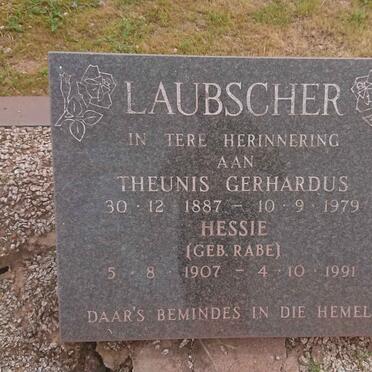 LAUBSCHER
IN TERE HERINNERING
AAN
THEUNIS GERHARDUS
30 · 12 · 1887 – 10 · 9 · 1979
HESSIE
(GEB. RABE)
5 · 8 · 1907 – 4 · 10 · 1991
DAAR'S BEMINDES IN DIE HEMEL